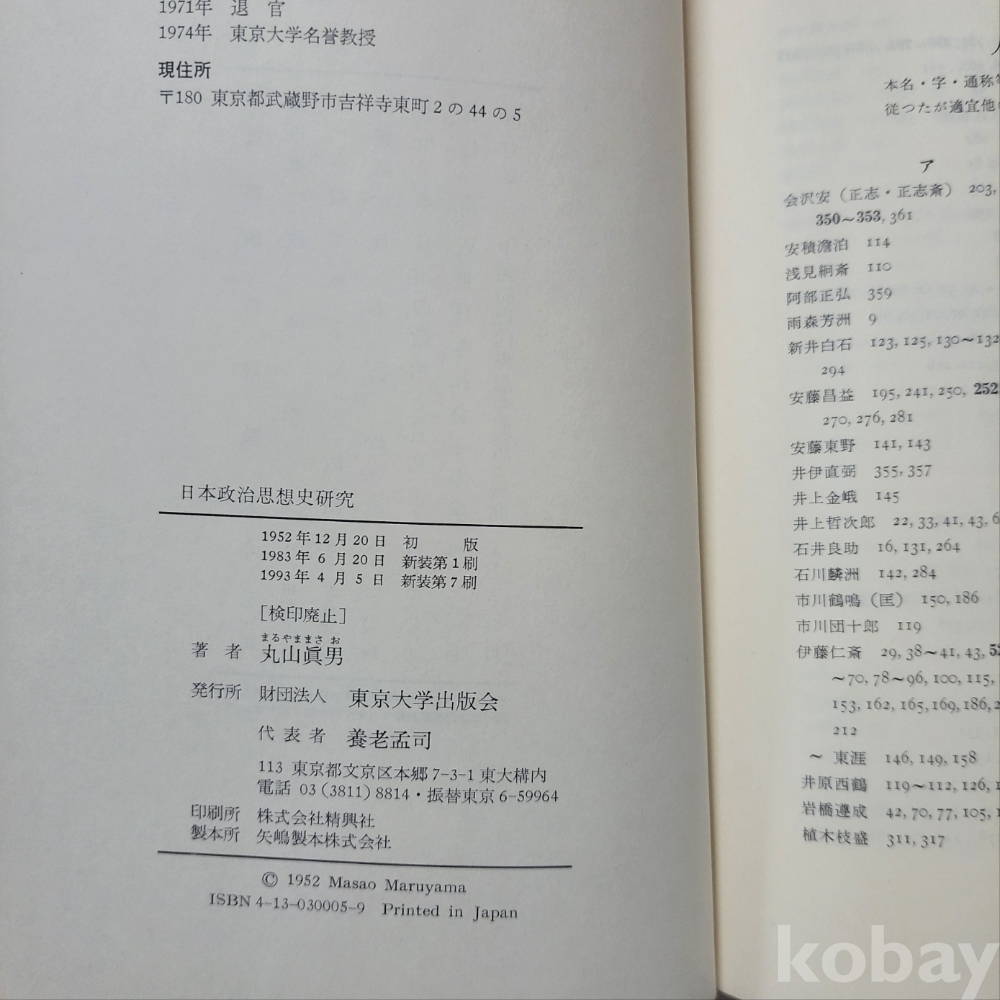 1971年 退 官
1974年 東京大学名誉教授
現住所
〒180 東京都武蔵野市吉祥寺東町2の44の5
日本政治思想史研究
1952年12月20日 初 版
1983年 6月20日 新装第1刷
1993年 4月 5日 新装第7刷
[検印廃止]
まるやままさ お
著 者 丸山眞男
発行所 財団法人 東京大学出版会
代表者 養老孟司
113 東京都文京区本郷7-3-1東大構内
電話 03(3811)8814・振替東京6-59964
印刷所 株式会社精興社
製本所 矢嶋製本株式会社
© 1952 Masao Maruyama
ISBN 4-13-030005-9 Printed in Japan
本名・字・通称
従つたが適宜他
ア
会沢安(正志・正志斎) 203,
350~353, 361
安積澹泊 114
浅見絅斎 110
阿部正弘 359
雨森芳洲 9
新井白石 123, 125, 130~132
294
安藤昌益 195, 241, 250, 252
270, 276, 281
安藤東野 141, 143
井伊直弼 355, 357
井上金峨 145
井上哲次郎 22, 33, 41, 43,
石井良助 16, 131, 264
石川麟洲 142, 284
市川鶴鳴(匡) 150, 186
市川団十郎 119
伊藤仁斎 29, 38~41, 43,
~70, 78~96, 100, 115,
153, 162, 165, 169, 186,
212
~ 東涯 146, 149, 158
井原西鶴 119~112, 126,
岩橋遵成 42, 70, 77, 105,
植木枝盛 311, 317
kobay